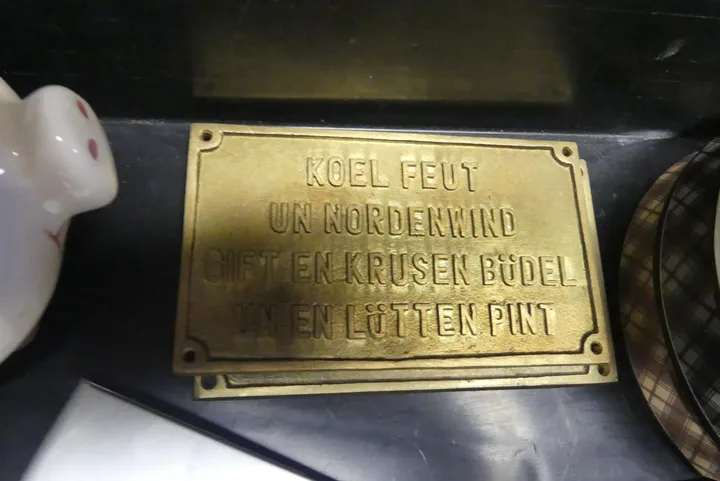 KOEL FEUT
UN NORDENWIND
GIFT EN KRUSEN BÜDEL
UN EN LÜTTEN PINT